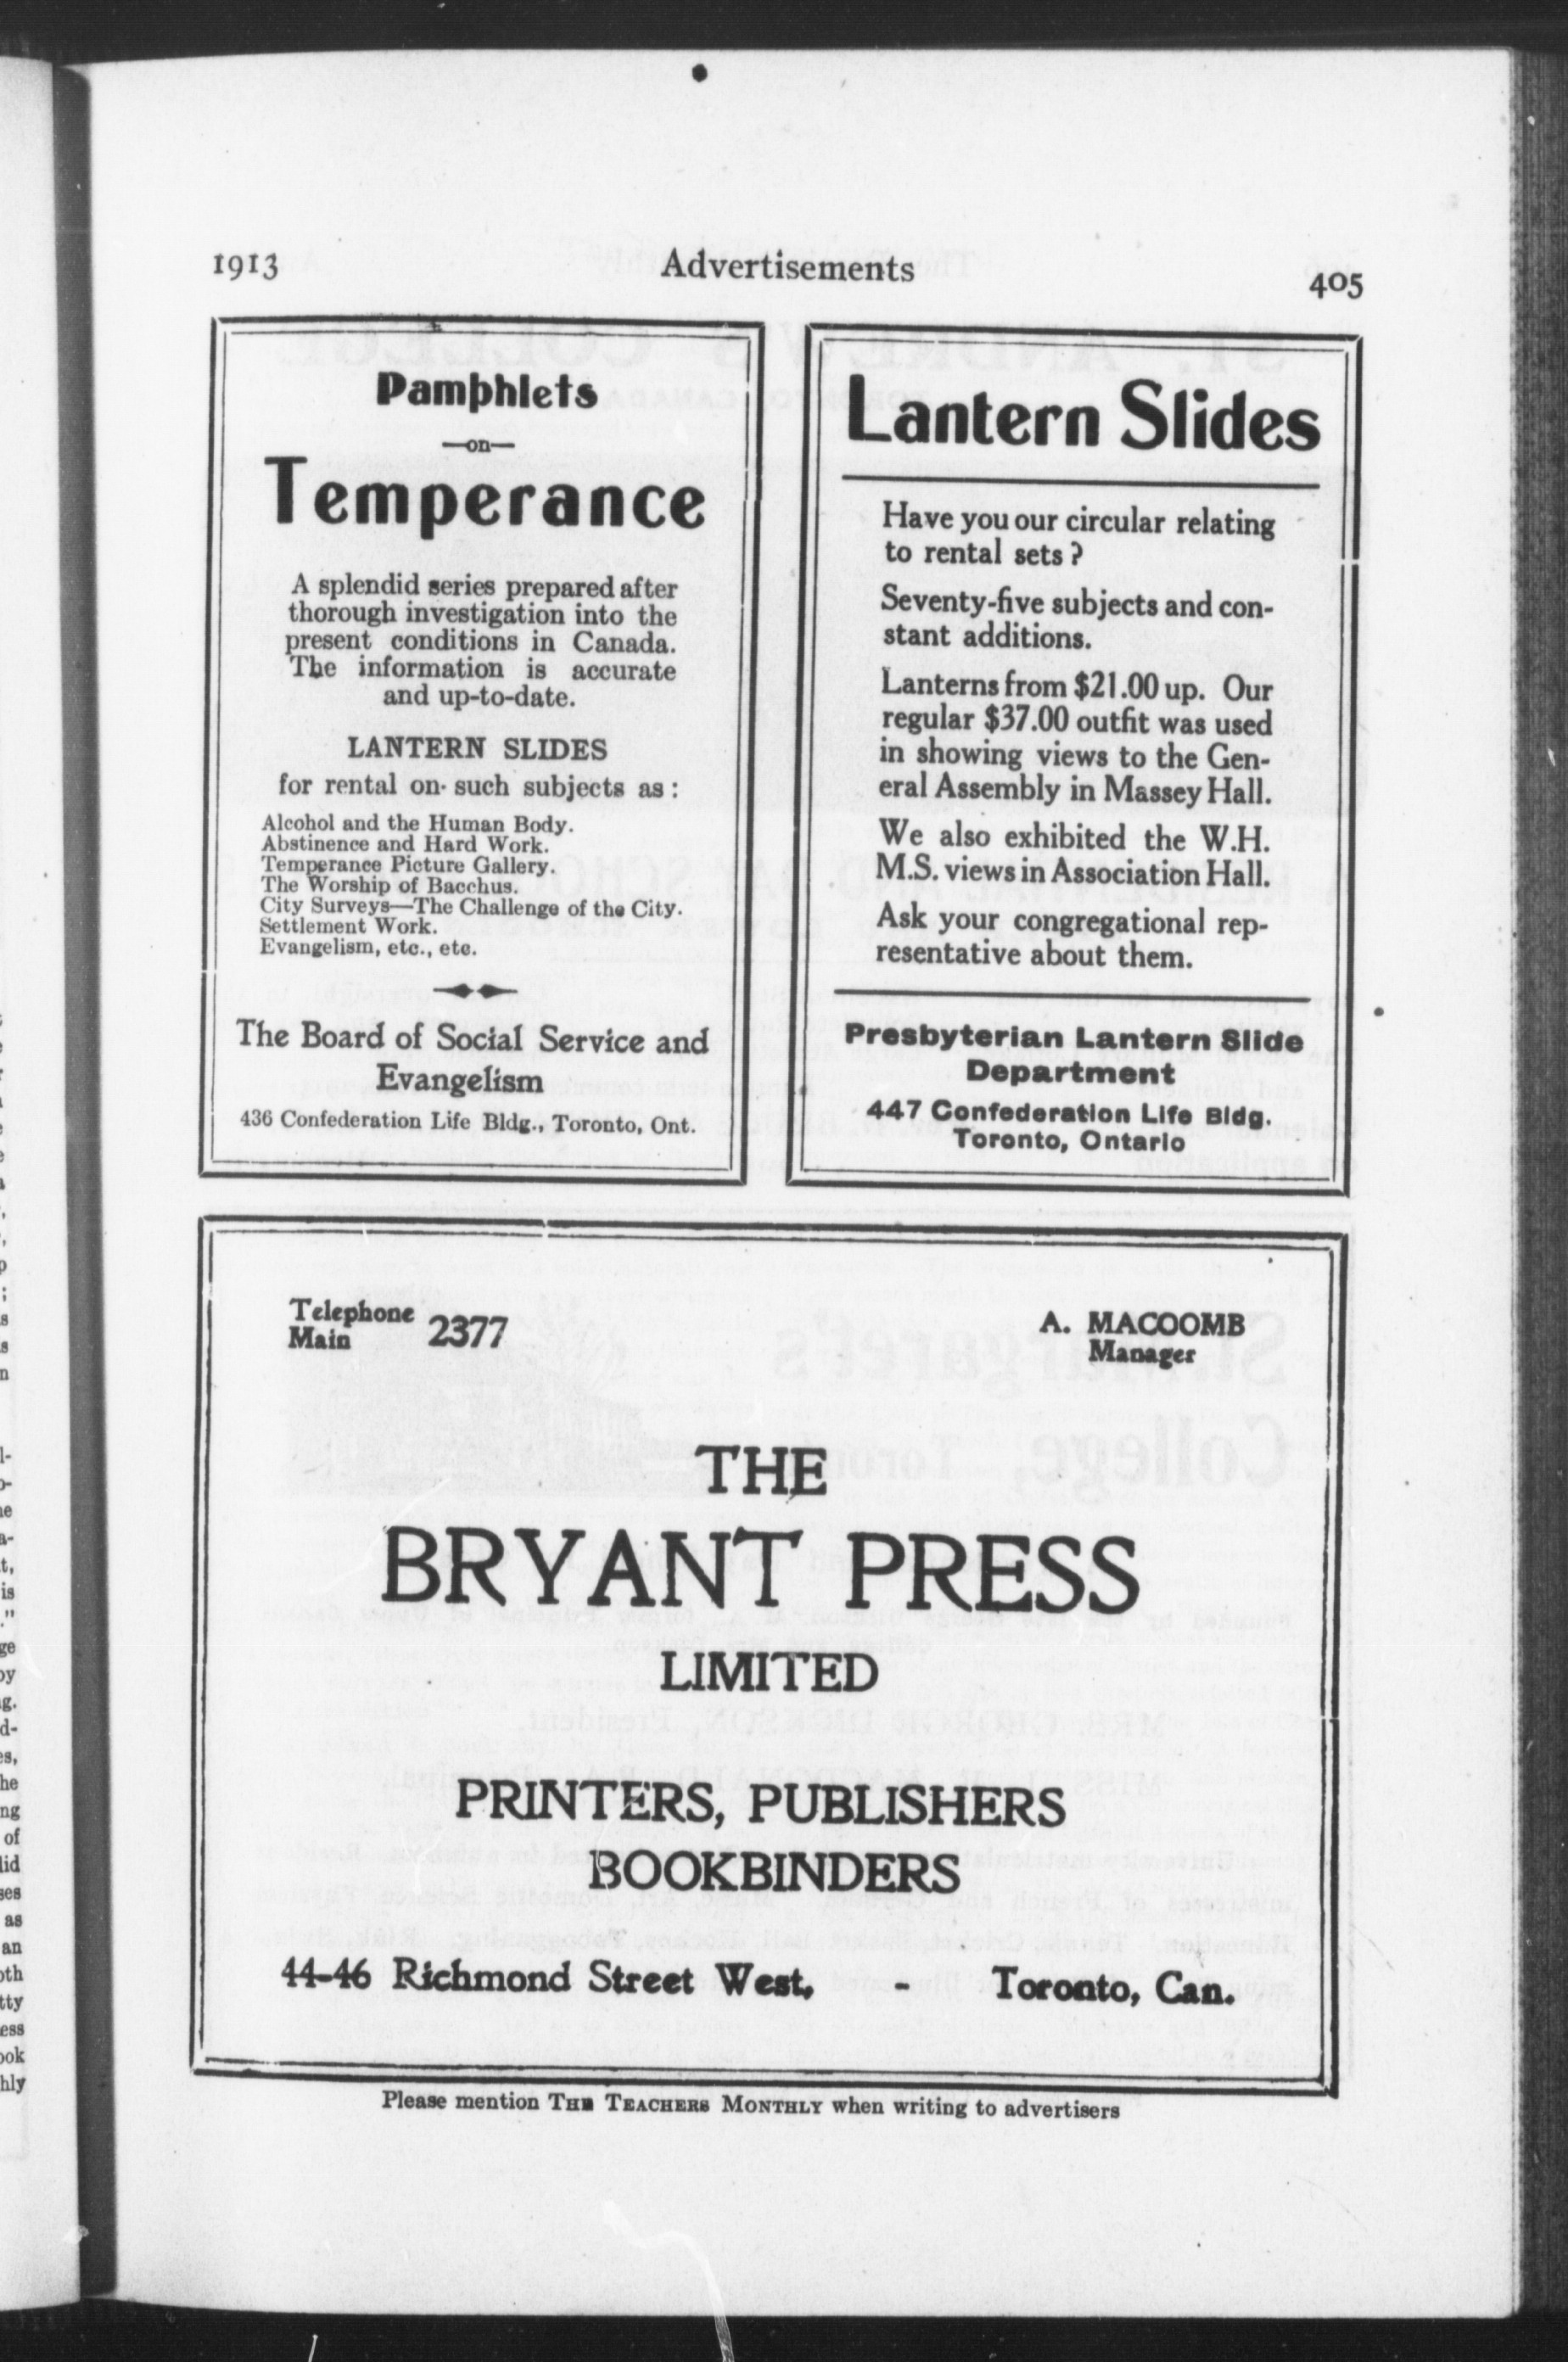 1913 Advertisements 405
Pamphlets
—on—
Temperance
A splendid series prepared after
thorough investigation into the
present conditions in Canada.
The information is accurate
and up-to-date.
LANTERN SLIDES
for rental on such subjects as :
Alcohol and the Human Body.
Abstinence and Hard Work.
Temperance Picture Gallery.
The Worship of Bacchus.
City Surveys—The Challenge of the City.
Settlement Work.
Evangelism, etc., etc.
The Board of Social Service and
Evangelism
436 Confederation Life Bldg., Toronto, Ont.
Lantern Slides
Have you our circular relating
to rental sets ?
Seventy-five subjects and con-
stant additions.
Lanterns from $21.00 up. Our
regular $37.00 outfit was used
in showing views to the Gen-
eral Assembly in Massey Hall.
We also exhibited the W.H.
M.S. views in Association Hall.
Ask your congregational rep-
resentative about them.
Presbyterian Lantern Slide
Department
447 Confederation Life Bldg.
Toronto, Ontario
Telephone
Main 2377
A. MACOOMB
Manager
THE
BRYANT PRESS
LIMITED
PRINTERS, PUBLISHERS
BOOKBINDERS
44-46 Richmond Street West, - Toronto, Can.
Please mention THE TEACHERS MONTHLY when writing to advertisers